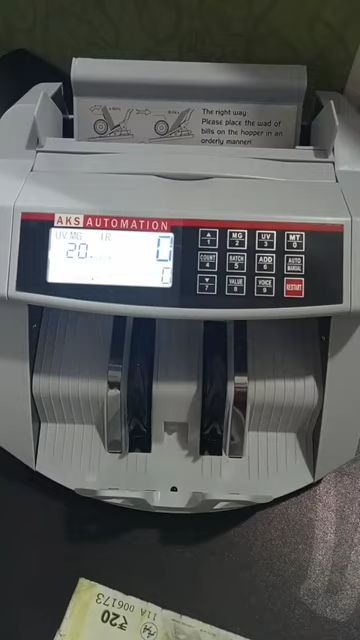 The right way
Please place the wad of
bills on the hopper in an
orderly manner!
AKS AUTOMATION
UV MG IR
20
0
0
▲ 1
MG 2
UV 3
MT 0
COUNT 4
BATCH 5
ADD 6
AUTO MANUAL
▼ 7
VALUE 8
VOICE 9
RESTART
₹20
11A 006173